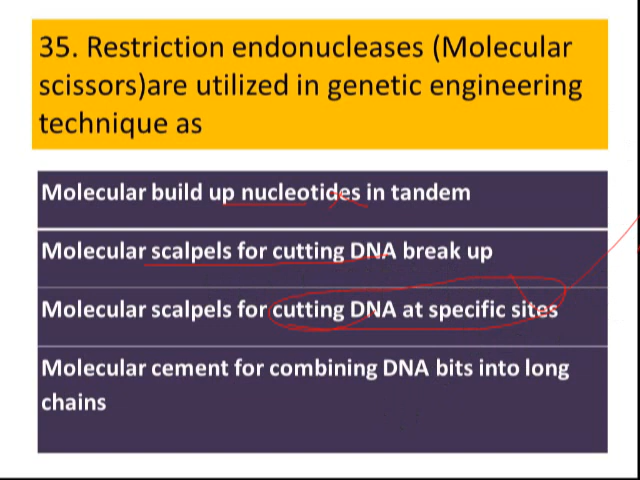 35. Restriction endonucleases (Molecular
scissors)are utilized in genetic engineering
technique as
Molecular build up nucleotides in tandem
Molecular scalpels for cutting DNA break up
Molecular scalpels for cutting DNA at specific sites
Molecular cement for combining DNA bits into long
chains